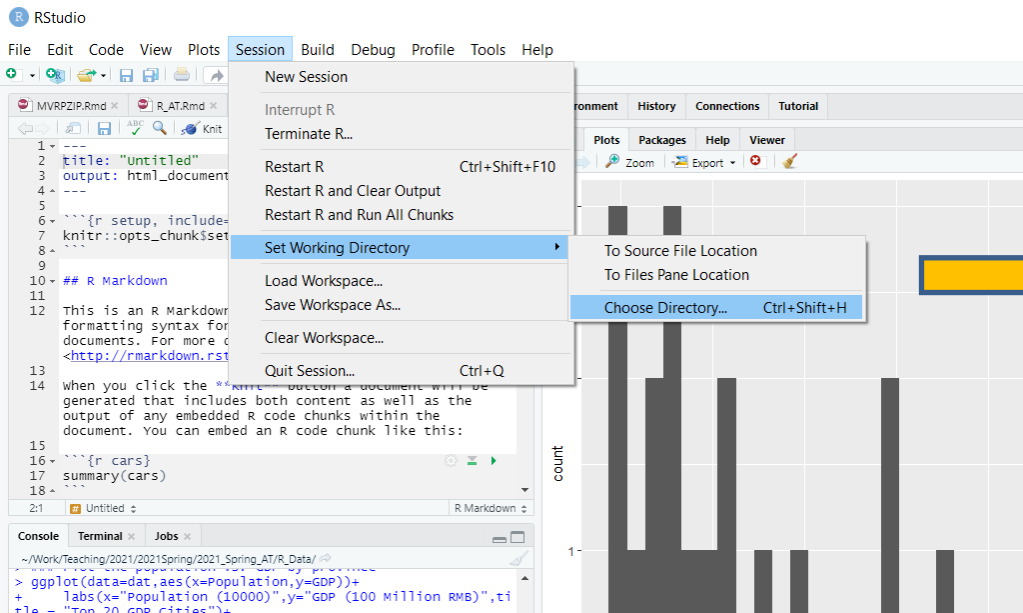 RStudio
File Edit Code View Plots Session Build Debug Profile Tools Help
New Session
Interrupt R
Terminate R...
Restart R Ctrl+Shift+F10
Restart R and Clear Output
Restart R and Run All Chunks
Set Working Directory
Load Workspace...
Save Workspace As...
Clear Workspace...
Quit Session... Ctrl+Q
To Source File Location
To Files Pane Location
Choose Directory... Ctrl+Shift+H
MVRPZIP.Rmd R_AT.Rmd
ABC Knit
1 ---
2 title: "Untitled"
3 output: html_document
4 ---
5
6 ```{r setup, include=
7 knitr::opts_chunk$set
8 ```
9
10 ## R Markdown
11
12 This is an R Markdown
formatting syntax for
documents. For more
<http://rmarkdown.rst
13
14 When you click the **Knit** button a document will be
generated that includes both content as well as the
output of any embedded R code chunks within the
document. You can embed an R code chunk like this:
15
16 ```{r cars}
17 summary(cars)
18 ```
2:1 # Untitled R Markdown
Console Terminal Jobs
~/Work/Teaching/2021/2021Spring/2021_Spring_AT/R_Data/
> ggplot(data=dat,aes(x=Population,y=GDP))+
+ labs(x="Population (10000)",y="GDP (100 Million RMB)",ti
tle = "Top 20 GDP Cities")+
ronment History Connections Tutorial
Plots Packages Help Viewer
Zoom Export
count
1